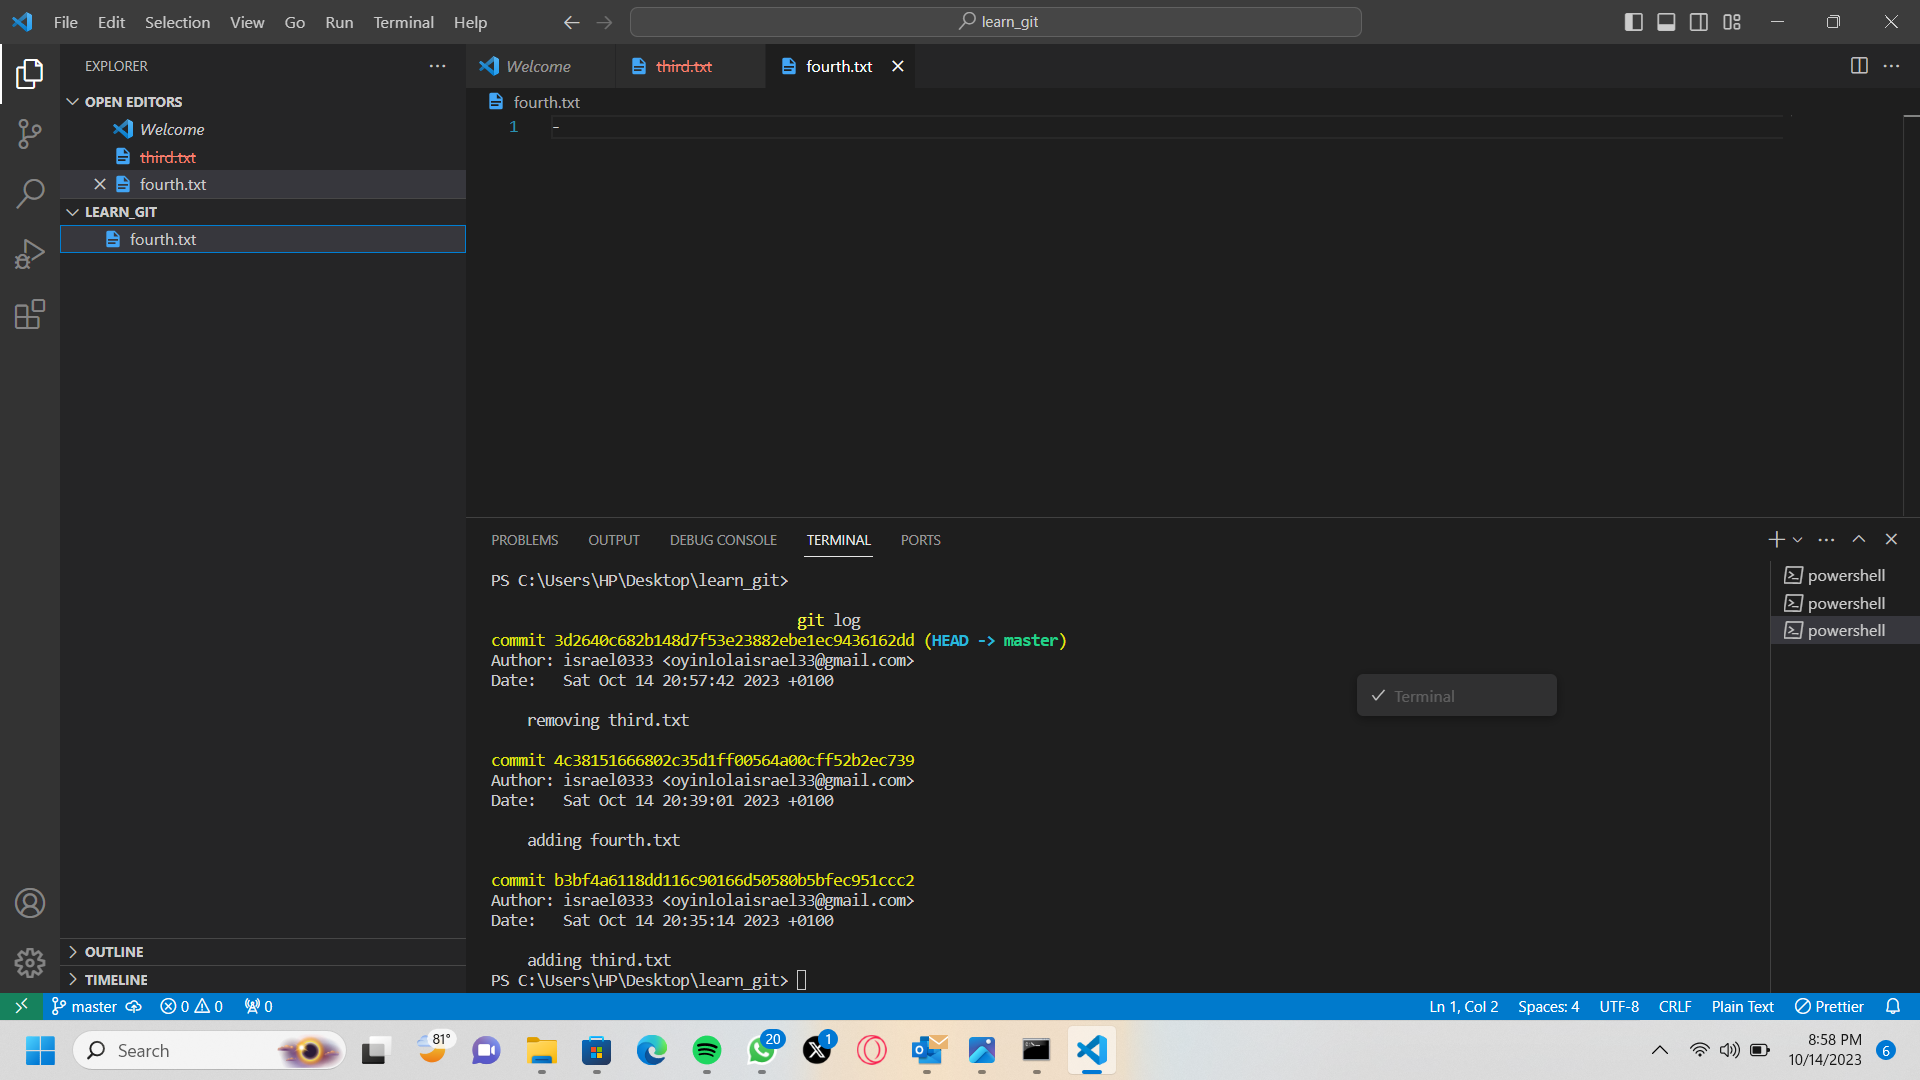 File Edit Selection View Go Run Terminal Help
learn_git
EXPLORER
OPEN EDITORS
Welcome
third.txt
fourth.txt
LEARN_GIT
fourth.txt
OUTLINE
TIMELINE
Welcome third.txt fourth.txt
fourth.txt
1 -
PROBLEMS OUTPUT DEBUG CONSOLE TERMINAL PORTS
PS C:\Users\HP\Desktop\learn_git>
git log
commit 3d2640c682b148d7f53e23882ebe1ec9436162dd (HEAD -> master)
Author: israel0333 <oyinlolaisrael33@gmail.com>
Date:   Sat Oct 14 20:57:42 2023 +0100
removing third.txt
commit 4c38151666802c35d1ff00564a00cff52b2ec739
Author: israel0333 <oyinlolaisrael33@gmail.com>
Date:   Sat Oct 14 20:39:01 2023 +0100
adding fourth.txt
commit b3bf4a6118dd116c90166d50580b5bfec951ccc2
Author: israel0333 <oyinlolaisrael33@gmail.com>
Date:   Sat Oct 14 20:35:14 2023 +0100
adding third.txt
PS C:\Users\HP\Desktop\learn_git>
powershell
powershell
powershell
Terminal
master 0 0 0 Ln 1, Col 2 Spaces: 4 UTF-8 CRLF Plain Text Prettier
Search 81° 20 1 8:58 PM
10/14/2023 6